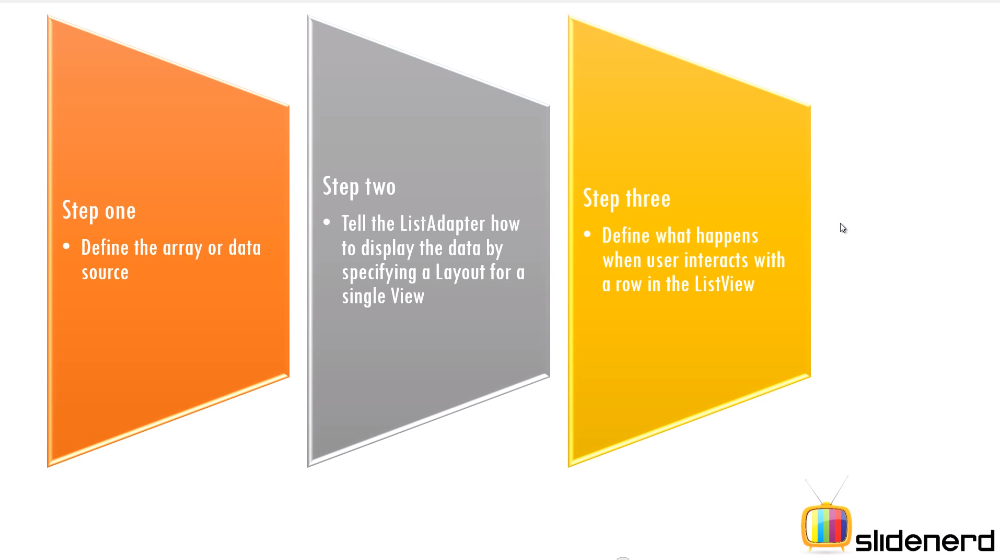 Step one
• Define the array or data
source
Step two
• Tell the ListAdapter how
to display the data by
specifying a Layout for a
single View
Step three
• Define what happens
when user interacts with
a row in the ListView
slidenerd